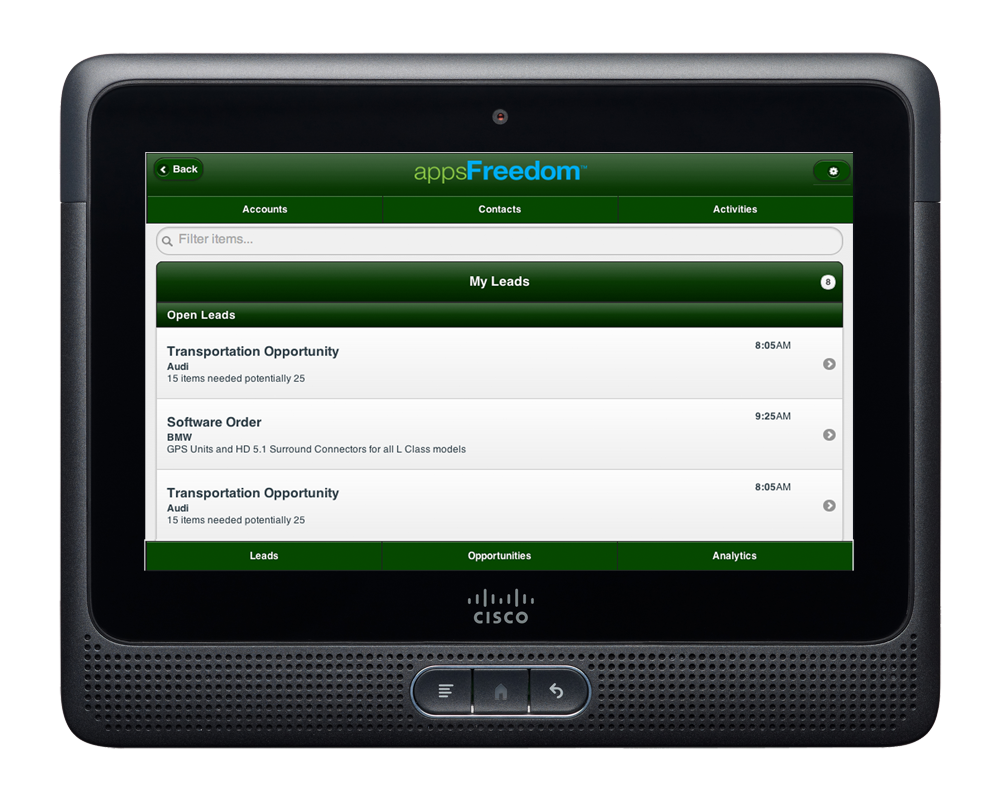 Back
appsFreedom™
Accounts Contacts Activities
Filter items...
My Leads 8
Open Leads
Transportation Opportunity 8:05AM
Audi
15 items needed potentially 25
Software Order 9:25AM
BMW
GPS Units and HD 5.1 Surround Connectors for all L Class models
Transportation Opportunity 8:05AM
Audi
15 items needed potentially 25
Leads Opportunities Analytics
CISCO